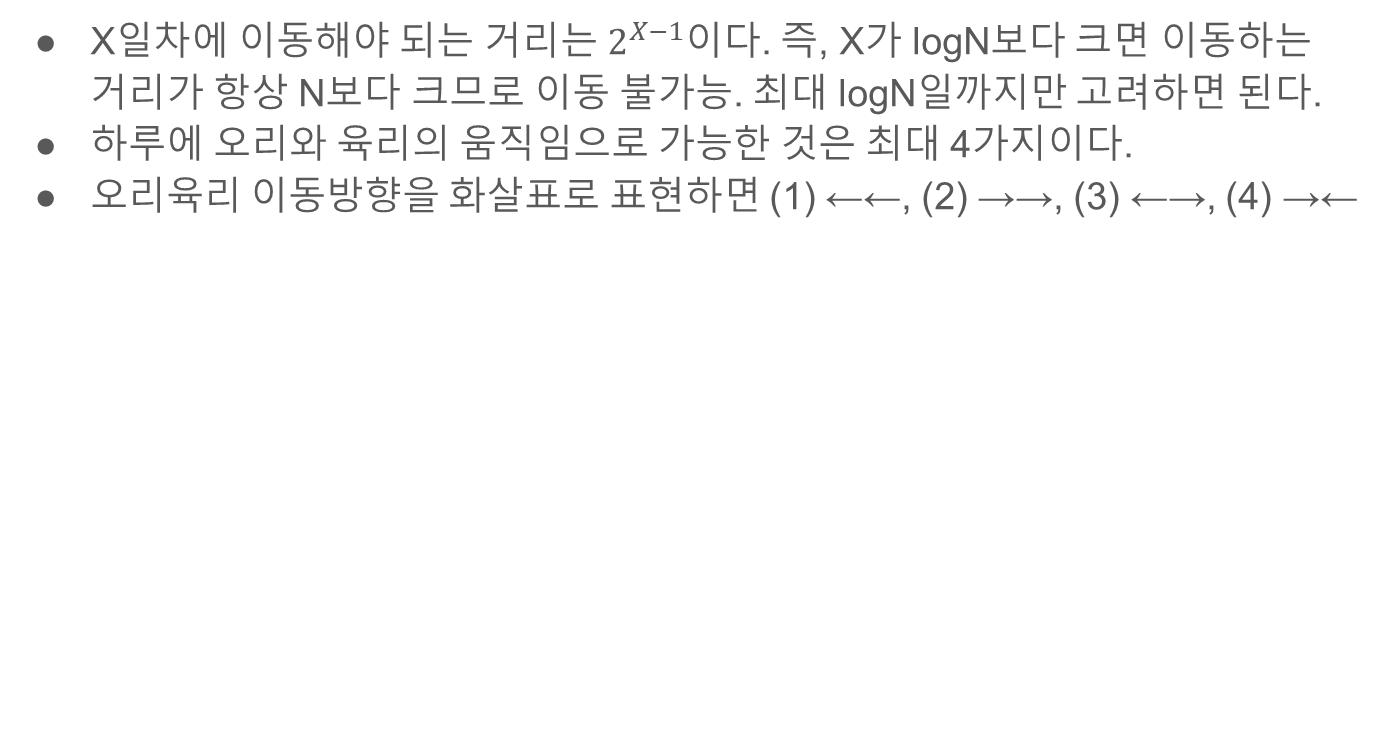 ● X일차에 이동해야 되는 거리는 2^{X−1}이다. 즉, X가 logN보다 크면 이동하는
거리가 항상 N보다 크므로 이동 불가능. 최대 logN일까지만 고려하면 된다.
● 하루에 오리와 육리의 움직임으로 가능한 것은 최대 4가지이다.
● 오리육리 이동방향을 화살표로 표현하면 (1) ←←, (2) →→, (3) ←→, (4) →←